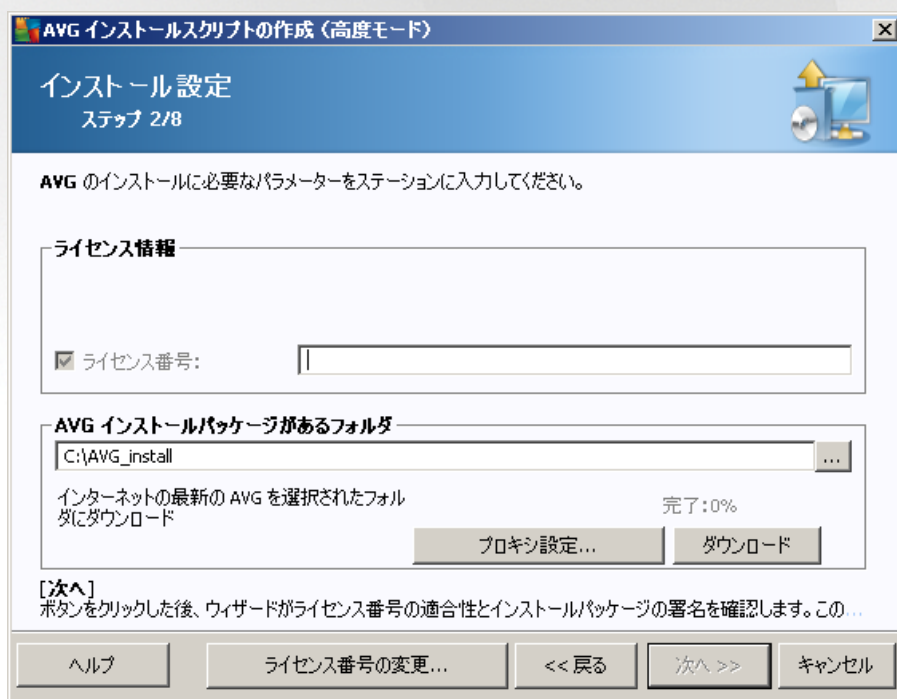 AVG インストールスクリプトの作成（高度モード）
インストール設定
ステップ 2/8
AVG のインストールに必要なパラメーターをステーションに入力してください。
ライセンス情報
ライセンス番号:
AVG インストールパッケージがあるフォルダ
C:\AVG_install
...
インターネットの最新の AVG を選択されたフォル
ダにダウンロード
完了:0%
プロキシ設定...
ダウンロード
[次へ]
ボタンをクリックした後、ウィザードがライセンス番号の適合性とインストールパッケージの署名を確認します。この...
ヘルプ
ライセンス番号の変更...
<< 戻る
次へ >>
キャンセル